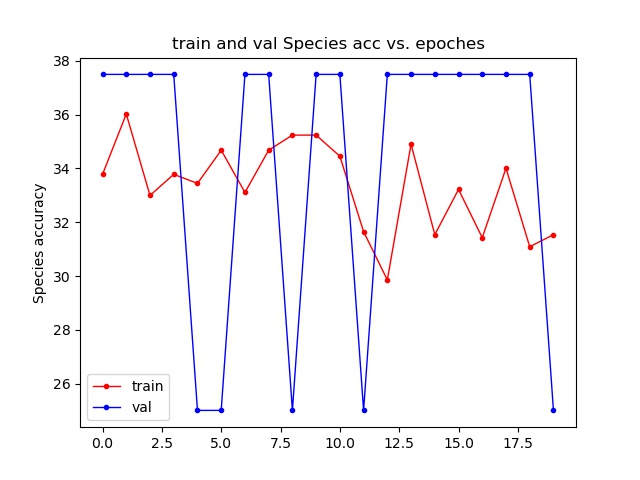 train and val Species acc vs. epoches
Species accuracy
38
36
34
32
30
28
26
train
val
0.0 2.5 5.0 7.5 10.0 12.5 15.0 17.5